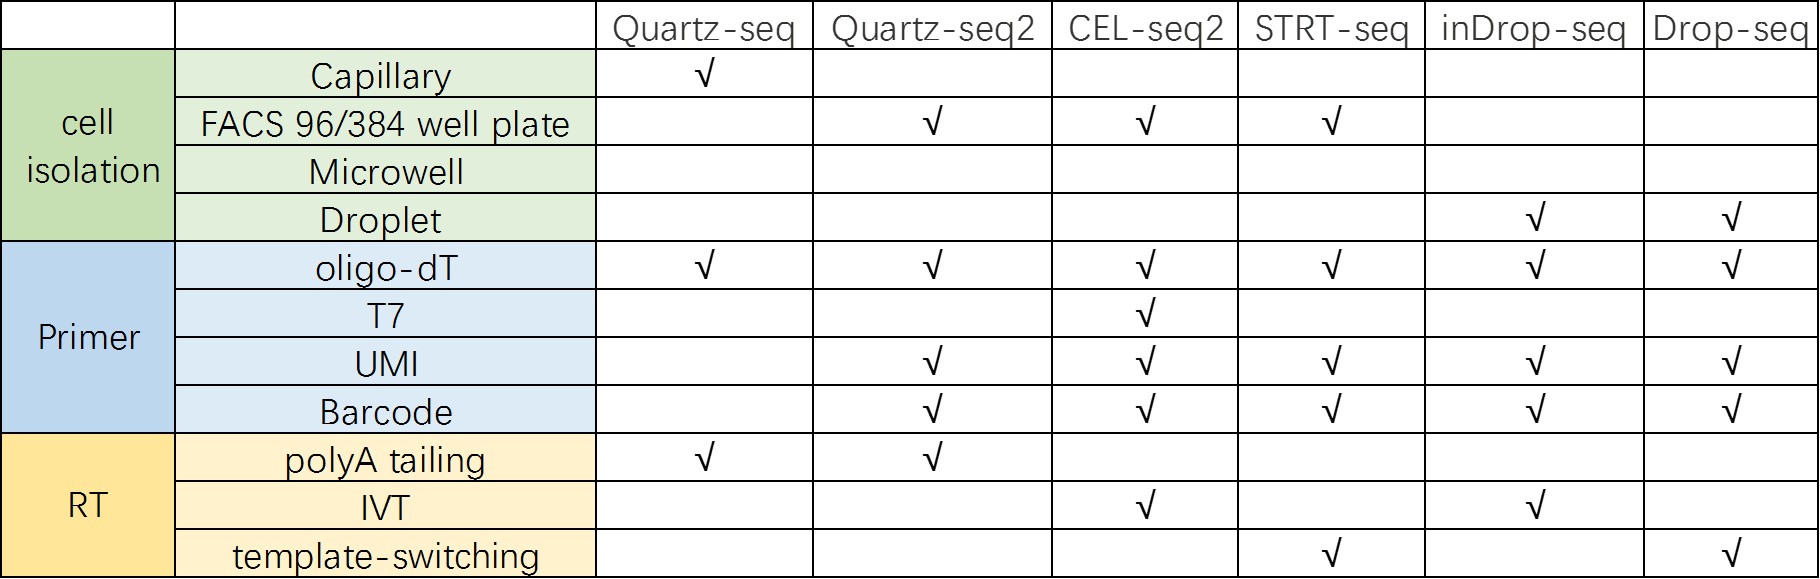 Quartz-seq Quartz-seq2 CEL-seq2 STRT-seq inDrop-seq Drop-seq
cell
isolation
Capillary √
FACS 96/384 well plate √ √ √
Microwell
Droplet √ √
Primer
oligo-dT √ √ √ √ √ √
T7 √
UMI √ √ √ √ √
Barcode √ √ √ √ √
RT
polyA tailing √ √
IVT √ √
template-switching √ √